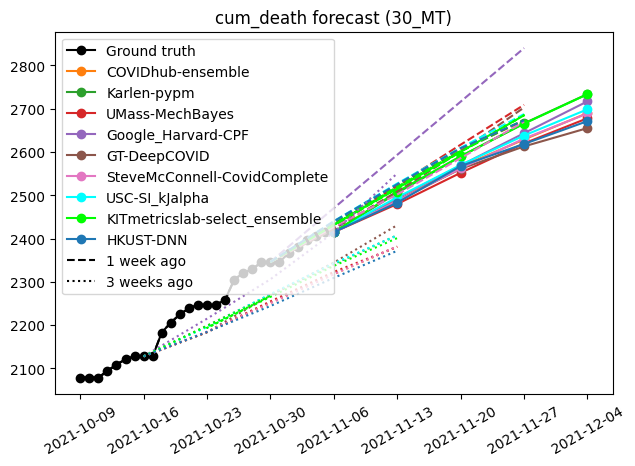 cum_death forecast (30_MT)
2800
2700
2600
2500
2400
2300
2200
2100
Ground truth
COVIDhub-ensemble
Karlen-pypm
UMass-MechBayes
Google_Harvard-CPF
GT-DeepCOVID
SteveMcConnell-CovidComplete
USC-SI_kJalpha
KITmetricslab-select_ensemble
HKUST-DNN
1 week ago
3 weeks ago
2021-10-09
2021-10-16
2021-10-23
2021-10-30
2021-11-06
2021-11-13
2021-11-20
2021-11-27
2021-12-04